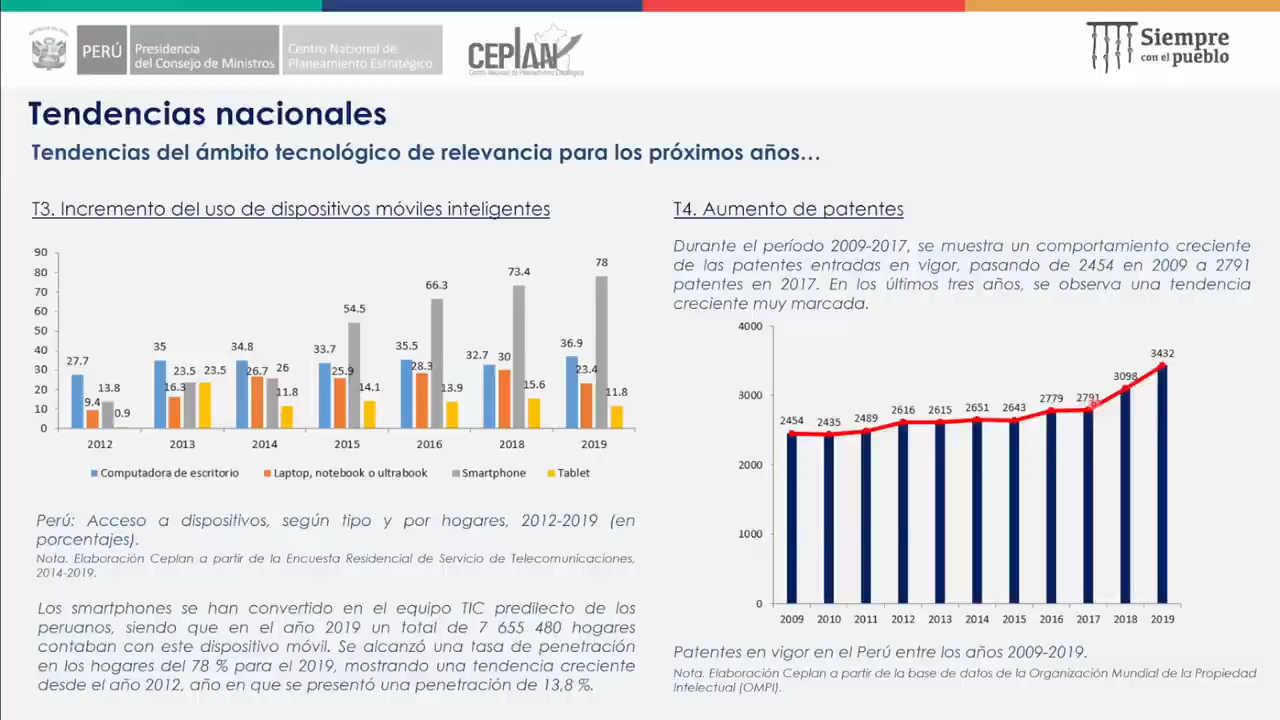 PERÚ
Presidencia
del Consejo de Ministros
Centro Nacional de
Planeamiento Estratégico
CEPLAN
Centro Nacional de Planeamiento Estratégico
Siempre
con el pueblo
Tendencias nacionales
Tendencias del ámbito tecnológico de relevancia para los próximos años…
T3. Incremento del uso de dispositivos móviles inteligentes
90
80
70
60
50
40
30
20
10
0
27.7
9.4
13.8
0.9
35
16.3
23.5
23.5
34.8
26.7
26
11.8
33.7
25.9
54.5
14.1
35.5
28.3
66.3
13.9
32.7
30
73.4
15.6
36.9
23.4
78
11.8
2012 2013 2014 2015 2016 2018 2019
Computadora de escritorio Laptop, notebook o ultrabook Smartphone Tablet
Perú: Acceso a dispositivos, según tipo y por hogares, 2012-2019 (en
porcentajes).
Nota. Elaboración Ceplan a partir de la Encuesta Residencial de Servicio de Telecomunicaciones,
2014-2019.
Los smartphones se han convertido en el equipo TIC predilecto de los
peruanos, siendo que en el año 2019 un total de 7 655 480 hogares
contaban con este dispositivo móvil. Se alcanzó una tasa de penetración
en los hogares del 78 % para el 2019, mostrando una tendencia creciente
desde el año 2012, año en que se presentó una penetración de 13,8 %.
T4. Aumento de patentes
Durante el período 2009-2017, se muestra un comportamiento creciente
de las patentes entradas en vigor, pasando de 2454 en 2009 a 2791
patentes en 2017. En los últimos tres años, se observa una tendencia
creciente muy marcada.
4000
3000
2000
1000
0
2454 2435 2489 2616 2615 2651 2643 2779 2791 3098 3432
2009 2010 2011 2012 2013 2014 2015 2016 2017 2018 2019
Patentes en vigor en el Perú entre los años 2009-2019.
Nota. Elaboración Ceplan a partir de la base de datos de la Organización Mundial de la Propiedad
Intelectual (OMPI).